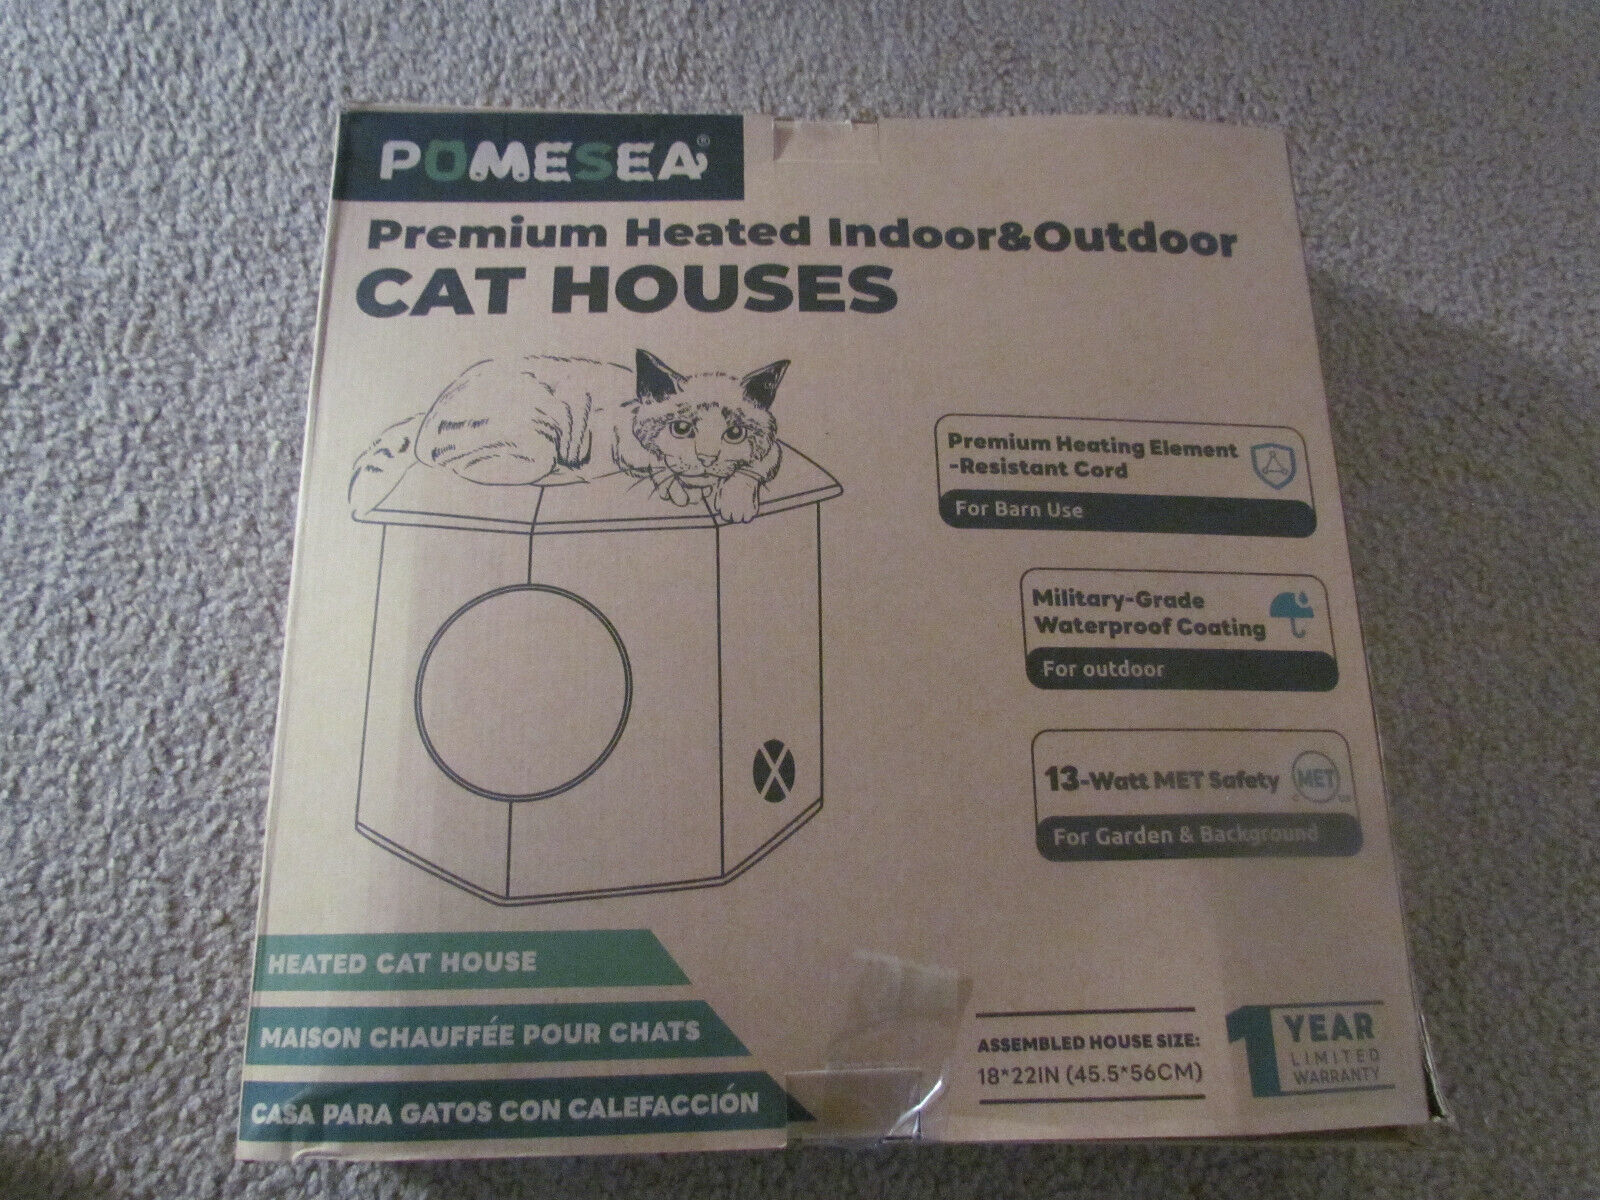 POMESEA®
Premium Heated Indoor&Outdoor
CAT HOUSES
Premium Heating Element
-Resistant Cord
For Barn Use
Military-Grade
Waterproof Coating
For outdoor
13-Watt MET Safety
MET
For Garden & Background
HEATED CAT HOUSE
MAISON CHAUFFÉE POUR CHATS
CASA PARA GATOS CON CALEFACCIÓN
ASSEMBLED HOUSE SIZE:
18*22IN (45.5*56CM)
1 YEAR
LIMITED
WARRANTY